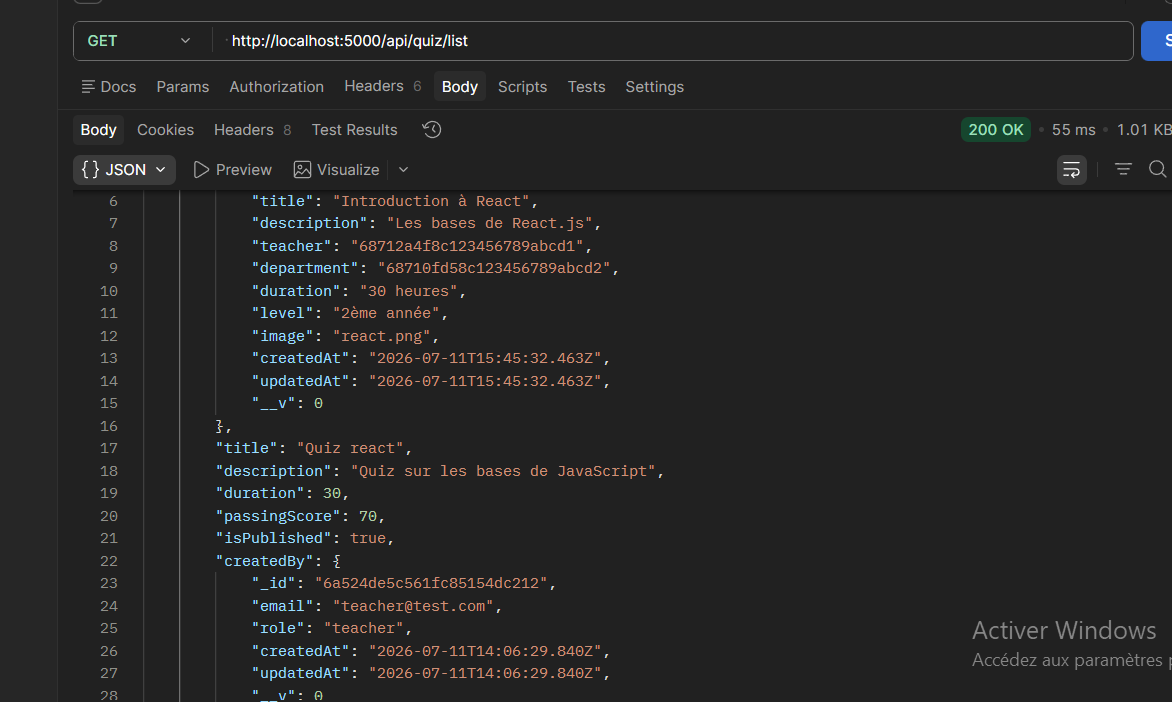 GET http://localhost:5000/api/quiz/list
Docs Params Authorization Headers 6 Body Scripts Tests Settings
Body Cookies Headers 8 Test Results 200 OK • 55 ms • 1.01 KB
{} JSON Preview Visualize
6 "title": "Introduction à React",
7 "description": "Les bases de React.js",
8 "teacher": "68712a4f8c123456789abcd1",
9 "department": "68710fd58c123456789abcd2",
10 "duration": "30 heures",
11 "level": "2ème année",
12 "image": "react.png",
13 "createdAt": "2026-07-11T15:45:32.463Z",
14 "updatedAt": "2026-07-11T15:45:32.463Z",
15 "__v": 0
16 },
17 "title": "Quiz react",
18 "description": "Quiz sur les bases de JavaScript",
19 "duration": 30,
20 "passingScore": 70,
21 "isPublished": true,
22 "createdBy": {
23 "_id": "6a524de5c561fc85154dc212",
24 "email": "teacher@test.com",
25 "role": "teacher",
26 "createdAt": "2026-07-11T14:06:29.840Z",
27 "updatedAt": "2026-07-11T14:06:29.840Z",
28 "__v": 0
Activer Windows
Accédez aux paramètres